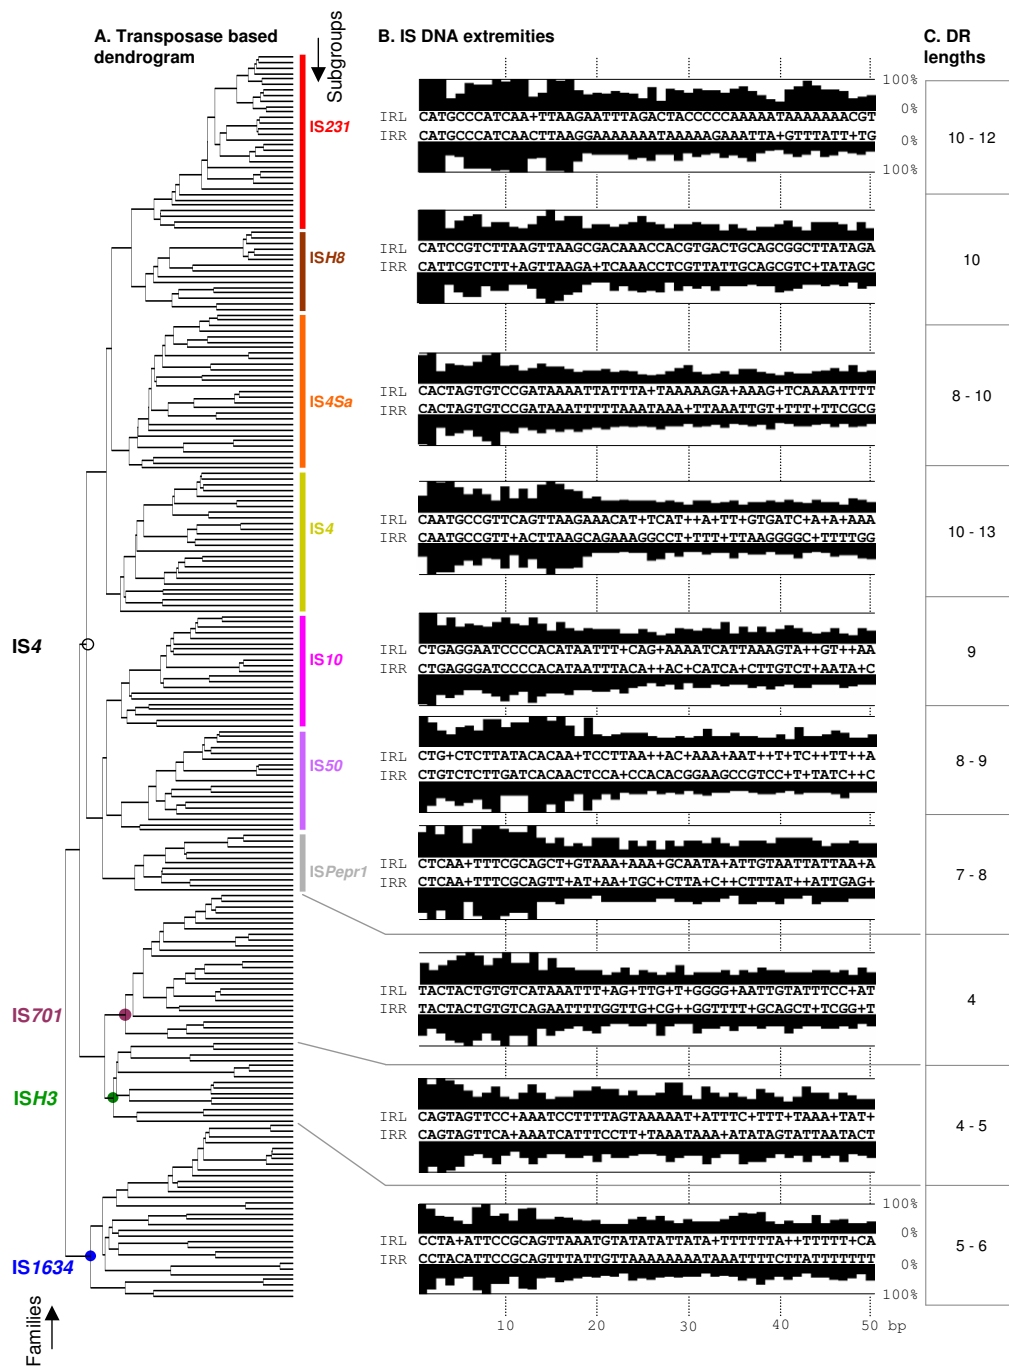 A. Transposase based
dendrogram
Subgroups
B. IS DNA extremities
C. DR
lengths
IS231
100%
0%
IRL CATGCCCATCAA+TTAAGAATTTAGACTACCCCCAAAAATAAAAAAACGT
IRR CATGCCCATCAACTTAAGGAAAAAAATAAAAAGAAATTA+GTTTATT+TG
0%
100%
10 - 12
ISH8
IRL CATCCGTCTTAAGTTAAGCGACAAACCACGTGACTGCAGCGGCTTATAGA
IRR CATTCGTCTT+AGTTAAGA+TCAAACCTCGTTATTGCAGCGTC+TATAGC
10
IS4Sa
IRL CACTAGTGTCCGATAAAATTATTTA+TAAAAAGA+AAAG+TCAAAATTTT
IRR CACTAGTGTCCGATAAATTTTTAAATAAA+TTAAATTGT+TTT+TTCGCG
8 - 10
IS4
IRL CAATGCCGTTCAGTTAAGAAACAT+TCAT++A+TT+GTGATC+A+A+AAA
IRR CAATGCCGTT+ACTTAAGCAGAAAGGCCT+TTT+TTAAGGGGC+TTTTGG
10 - 13
IS4
IS10
IRL CTGAGGAATCCCCACATAATTT+CAG+AAAATCATTAAAGTA++GT++AA
IRR CTGAGGGATCCCCACATAATTTACA++AC+CATCA+CTTGTCT+AATA+C
9
IS50
IRL CTG+CTCTTATACACAA+TCCTTAA++AC+AAA+AAT++T+TC++TT++A
IRR CTGTCTCTTGATCACAACTCCA+CCACACGGAAGCCGTCC+T+TATC++C
8 - 9
ISPepr1
IRL CTCAA+TTTCGCAGCT+GTAAA+AAA+GCAATA+ATTGTAATTATTAA+A
IRR CTCAA+TTTCGCAGTT+AT+AA+TGC+CTTA+C++CTTTAT++ATTGAG+
7 - 8
IS701
IRL TACTACTGTGTCATAAATTT+AG+TTG+T+GGGG+AATTGTATTTCC+AT
IRR TACTACTGTGTCAGAATTTTGGTTG+CG++GGTTTT+GCAGCT+TCGG+T
4
ISH3
IRL CAGTAGTTCC+AAATCCTTTTAGTAAAAAT+ATTTC+TTT+TAAA+TAT+
IRR CAGTAGTTCA+AAATCATTTCCTT+TAAATAAA+ATATAGTATTAATACT
4 - 5
IS1634
100%
0%
IRL CCTA+ATTCCGCAGTTAAATGTATATATTATA+TTTTTTA++TTTTT+CA
IRR CCTACATTCCGCAGTTTATTGTTAAAAAAAATAAATTTTCTTATTTTTTT
0%
100%
5 - 6
10 20 30 40 50 bp
Families